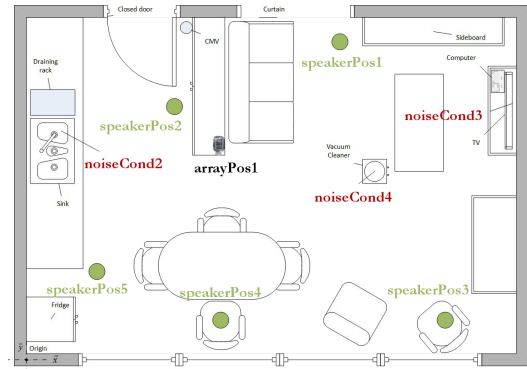 Closed door
Curtain
CMV
Sideboard
speakerPos1
Computer
Draining
rack
speakerPos2
noiseCond3
TV
noiseCond2
arrayPos1
Vacuum
Cleaner
Sink
noiseCond4
speakerPos5
speakerPos4
speakerPos3
Fridge
Origin
y
x